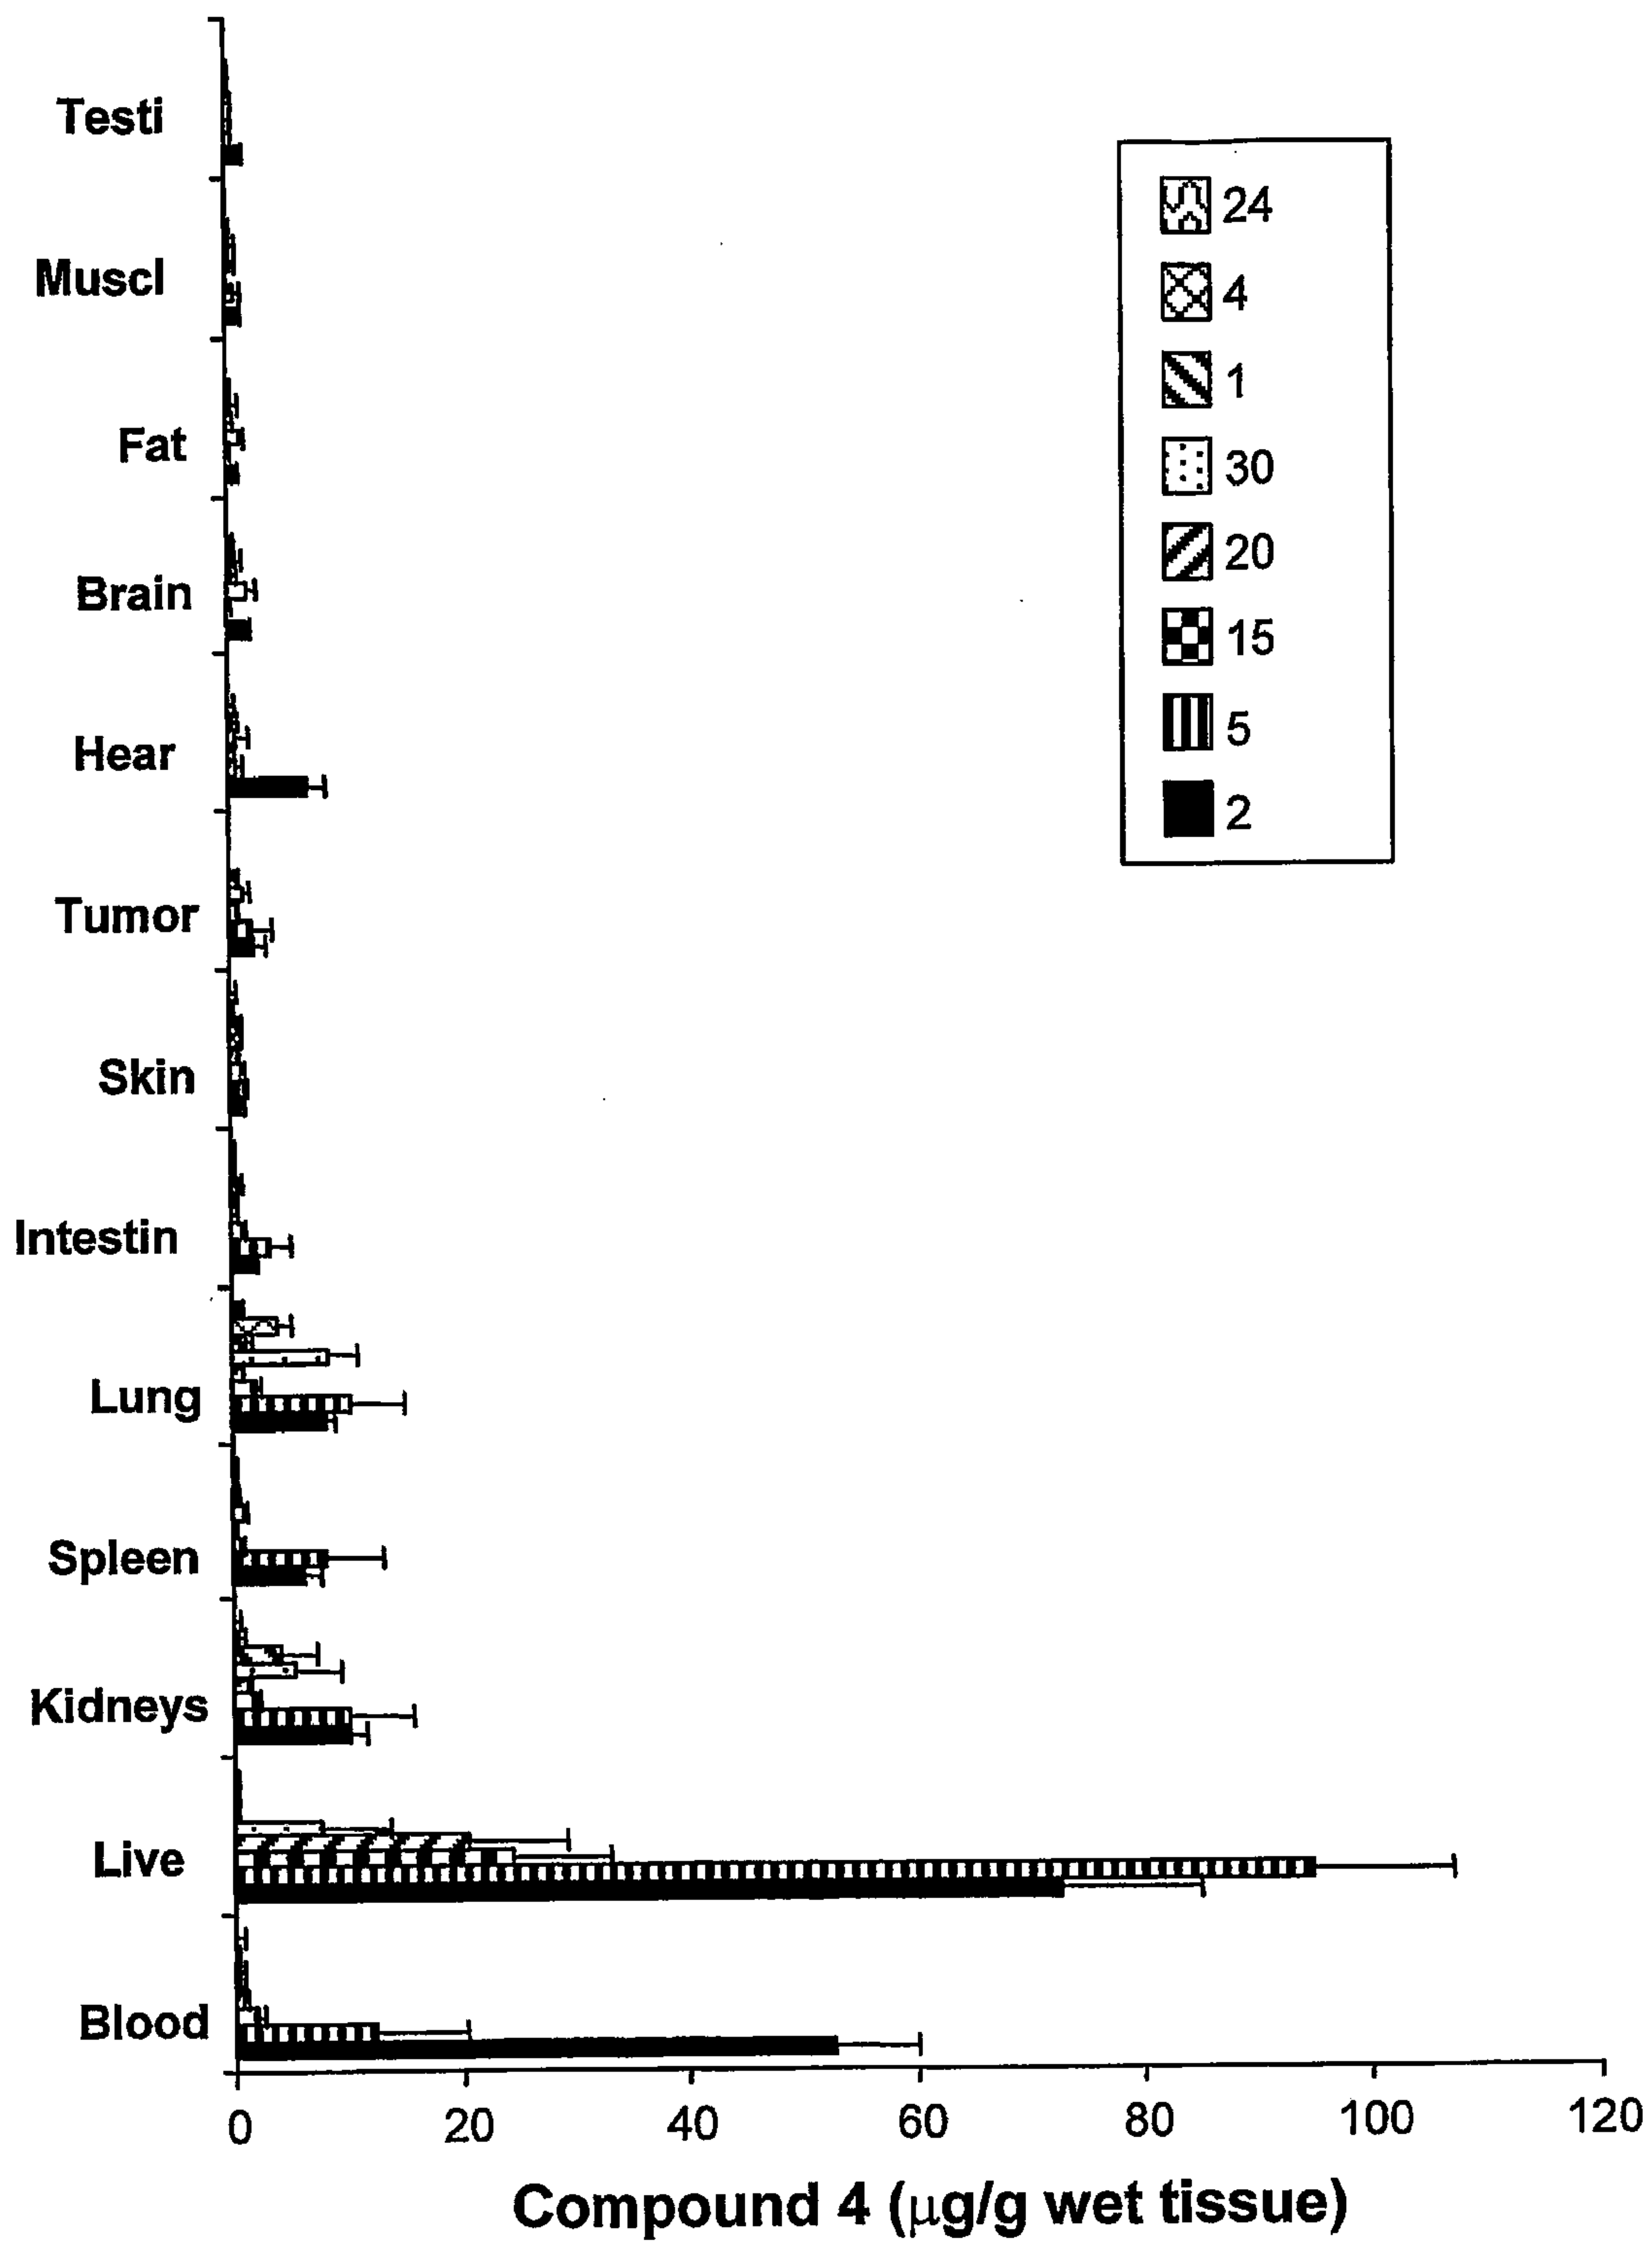 Testi
Muscl
Fat
Brain
Hear
Tumor
Skin
Intestin
Lung
Spleen
Kidneys
Live
Blood
24
4
1
30
20
15
5
2
0 20 40 60 80 100 120
Compound 4 (μg/g wet tissue)